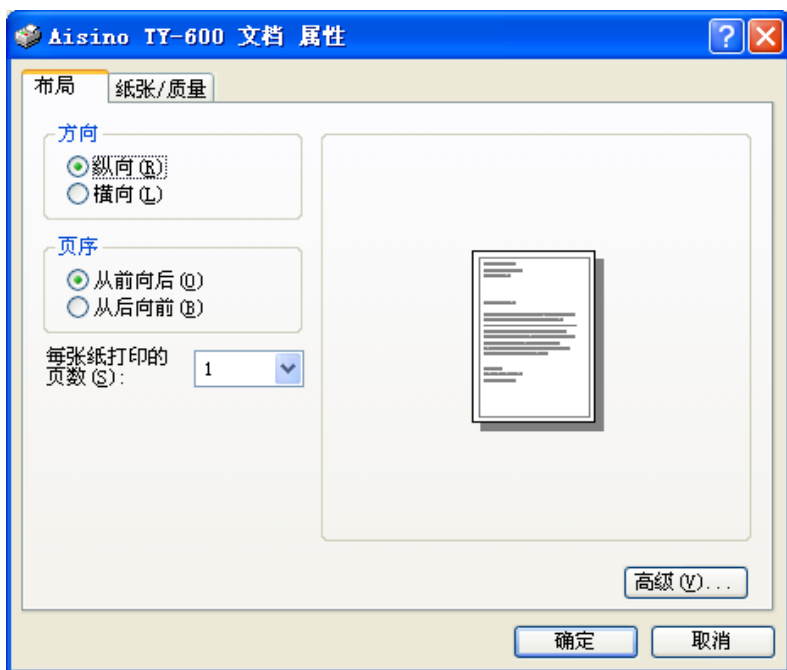 Aisino TY-600 文档 属性
布局
纸张/质量
方向
纵向(R)
横向(L)
页序
从前向后(O)
从后向前(B)
每张纸打印的
页数(S):
1
高级(V)...
确定
取消